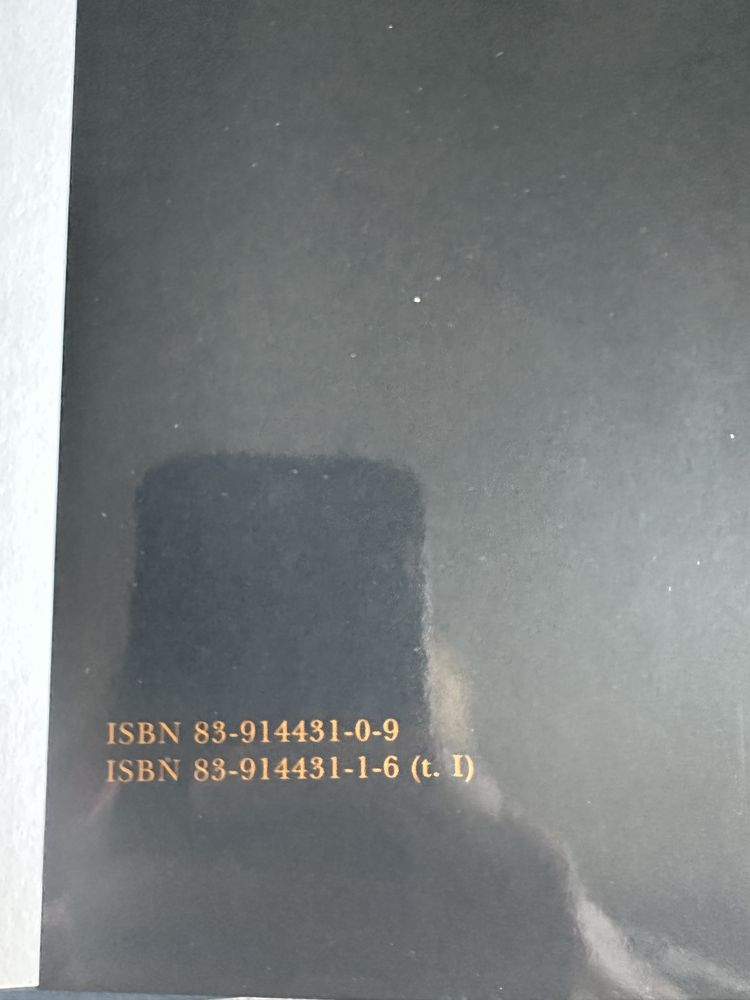 ISBN 83-914431-0-9
ISBN 83-914431-1-6 (t. I)